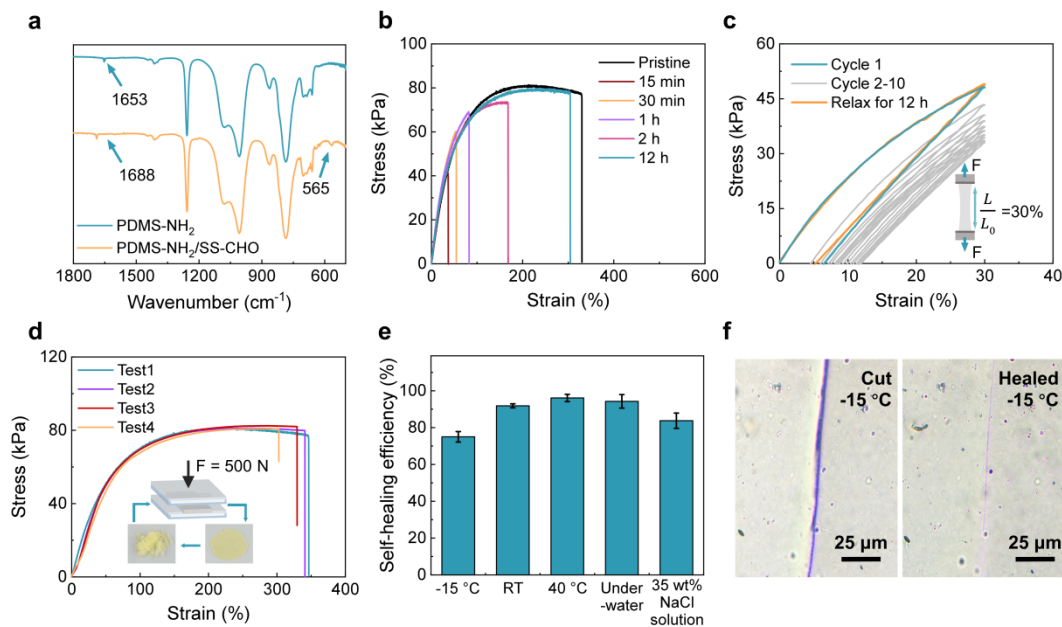 a
1653
1688
565
PDMS-NH₂
PDMS-NH₂/SS-CHO
1800
1500
1200
900
600
Wavenumber (cm⁻¹)
b
100
80
60
40
20
0
Stress (kPa)
Pristine
15 min
30 min
1 h
2 h
12 h
0
200
400
600
Strain (%)
c
60
45
30
15
0
Stress (kPa)
Cycle 1
Cycle 2-10
Relax for 12 h
F
L
L₀
=30%
F
0
10
20
30
Strain (%)
d
120
80
40
0
Stress (kPa)
Test1
Test2
Test3
Test4
F = 500 N
0
100
200
300
400
Strain (%)
e
120
100
80
60
40
20
0
Self-healing efficiency (%)
-15 °C
RT
40 °C
Under
-water
35 wt%
NaCl
solution
f
Cut
-15 °C
25 µm
Healed
-15 °C
25 µm